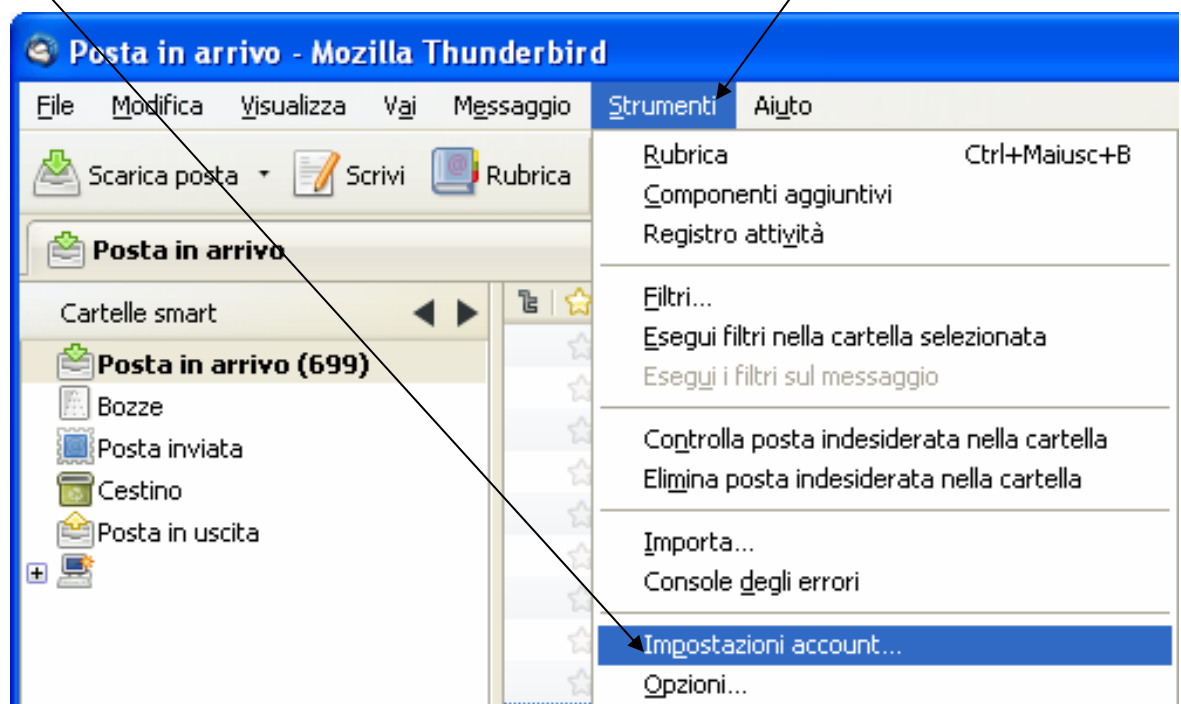 Posta in arrivo - Mozilla Thunderbird
File Modifica Visualizza Vai Messaggio Strumenti Aiuto
Scarica posta Scrivi Rubrica
Posta in arrivo
Cartelle smart
Posta in arrivo (699)
Bozze
Posta inviata
Cestino
Posta in uscita
Rubrica Ctrl+Maiusc+B
Componenti aggiuntivi
Registro attività
Filtri...
Esegui filtri nella cartella selezionata
Esegui i filtri sul messaggio
Controlla posta indesiderata nella cartella
Elimina posta indesiderata nella cartella
Importa...
Console degli errori
Impostazioni account...
Opzioni...